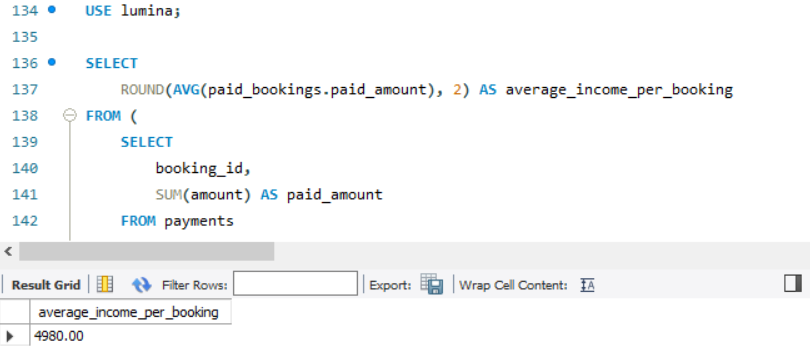 134 USE lumina;
135
136 SELECT
137 ROUND(AVG(paid_bookings.paid_amount), 2) AS average_income_per_booking
138 FROM (
139 SELECT
140 booking_id,
141 SUM(amount) AS paid_amount
142 FROM payments
Result Grid Filter Rows: Export: Wrap Cell Content:
average_income_per_booking
4980.00